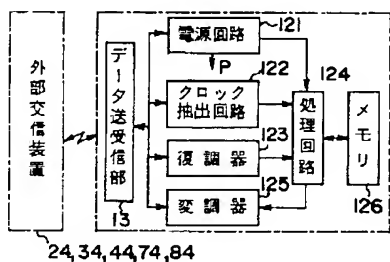 外部交信装置
データ送受信部
13
電源回路
121
P
122
クロック
抽出回路
復調器
123
変調器
125
124
処理回路
メモリ
126
24,34,44,74,84